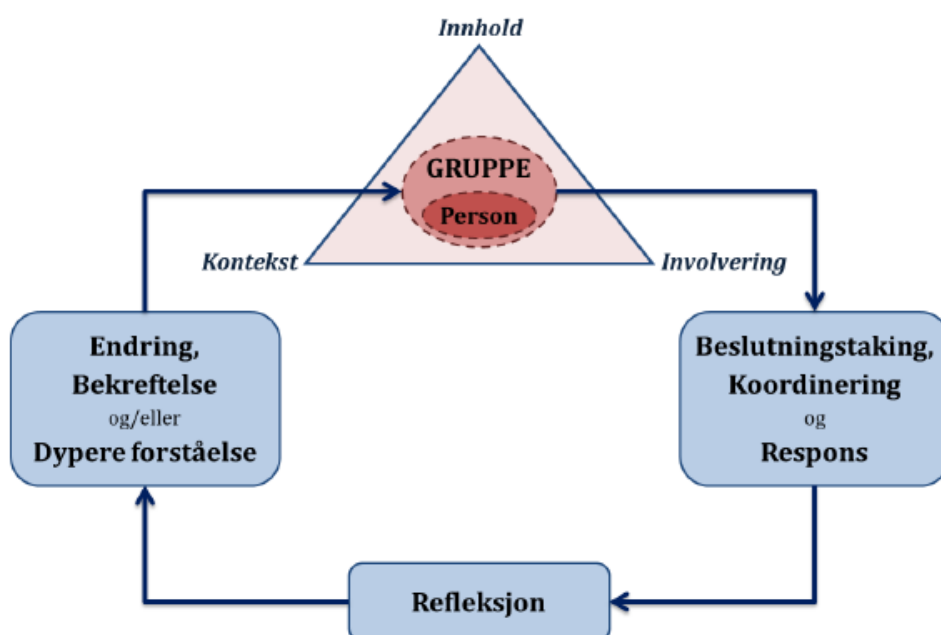 Innhold
GRUPPE
Person
Kontekst
Involvering
Endring,
Bekreftelse
og/eller
Dypere forståelse
Beslutningstaking,
Koordinering
og
Respons
Refleksjon